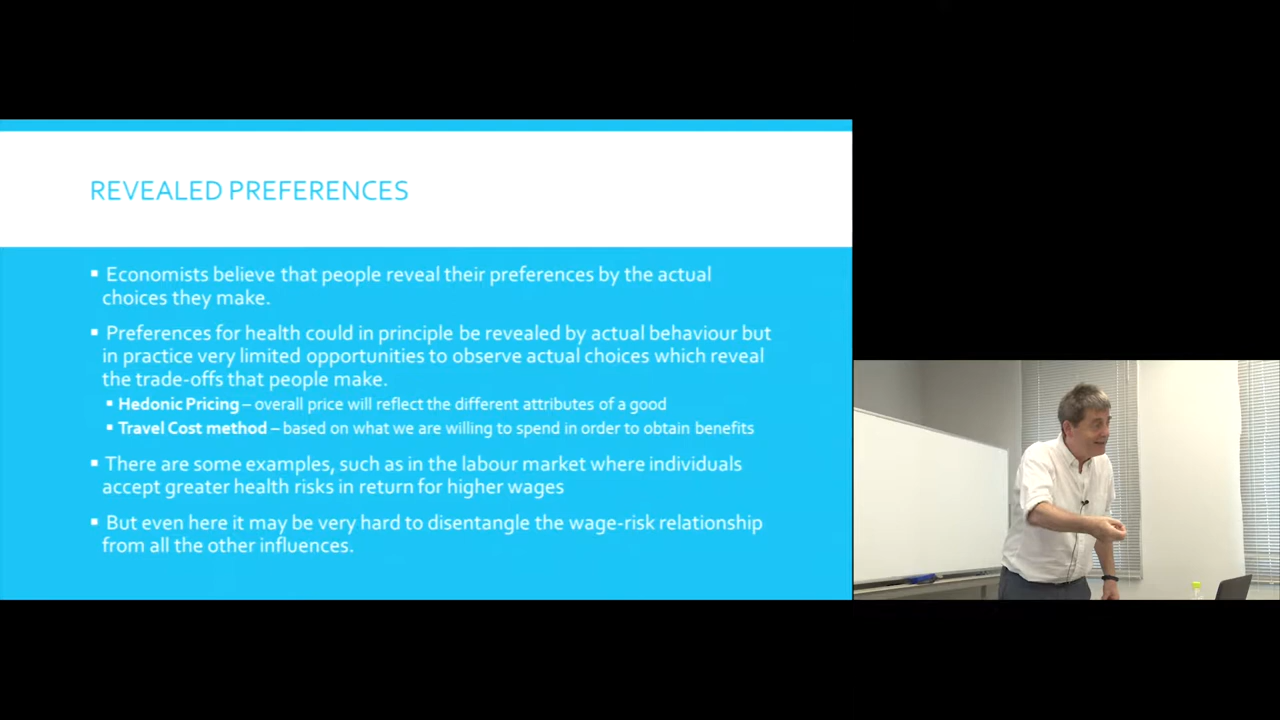 REVEALED PREFERENCES
▪ Economists believe that people reveal their preferences by the actual
choices they make.
▪ Preferences for health could in principle be revealed by actual behaviour but
in practice very limited opportunities to observe actual choices which reveal
the trade-offs that people make.
▪ Hedonic Pricing – overall price will reflect the different attributes of a good
▪ Travel Cost method – based on what we are willing to spend in order to obtain benefits
▪ There are some examples, such as in the labour market where individuals
accept greater health risks in return for higher wages
▪ But even here it may be very hard to disentangle the wage-risk relationship
from all the other influences.